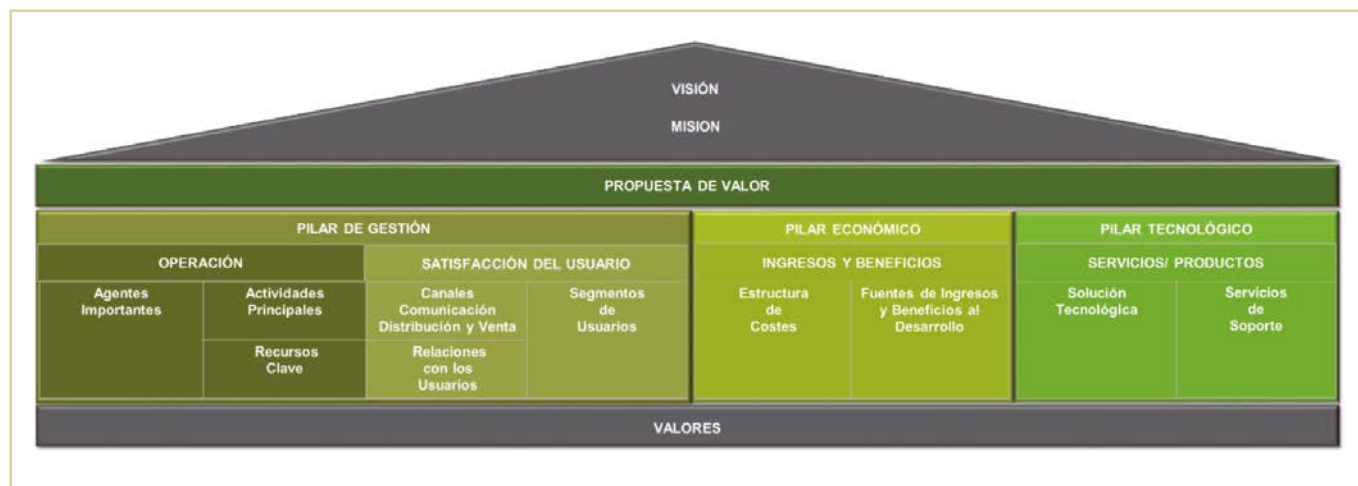 VISIÓN
MISION
PROPUESTA DE VALOR
PILAR DE GESTIÓN
PILAR ECONÓMICO
PILAR TECNOLÓGICO
OPERACIÓN
SATISFACCIÓN DEL USUARIO
INGRESOS Y BENEFICIOS
SERVICIOS/ PRODUCTOS
Agentes
Importantes
Actividades
Principales
Recursos
Clave
Canales
Comunicación
Distribución y Venta
Relaciones
con los
Usuarios
Segmentos
de
Usuarios
Estructura
de
Costes
Fuentes de Ingresos
y Beneficios al
Desarrollo
Solución
Tecnológica
Servicios
de
Soporte
VALORES